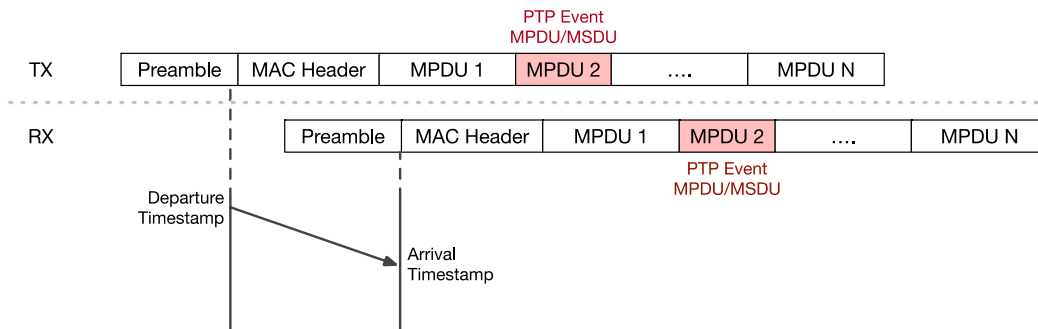 PTP Event
MPDU/MSDU
TX
Preamble
MAC Header
MPDU 1
MPDU 2
....
MPDU N
RX
Preamble
MAC Header
MPDU 1
MPDU 2
....
MPDU N
PTP Event
MPDU/MSDU
Departure
Timestamp
Arrival
Timestamp